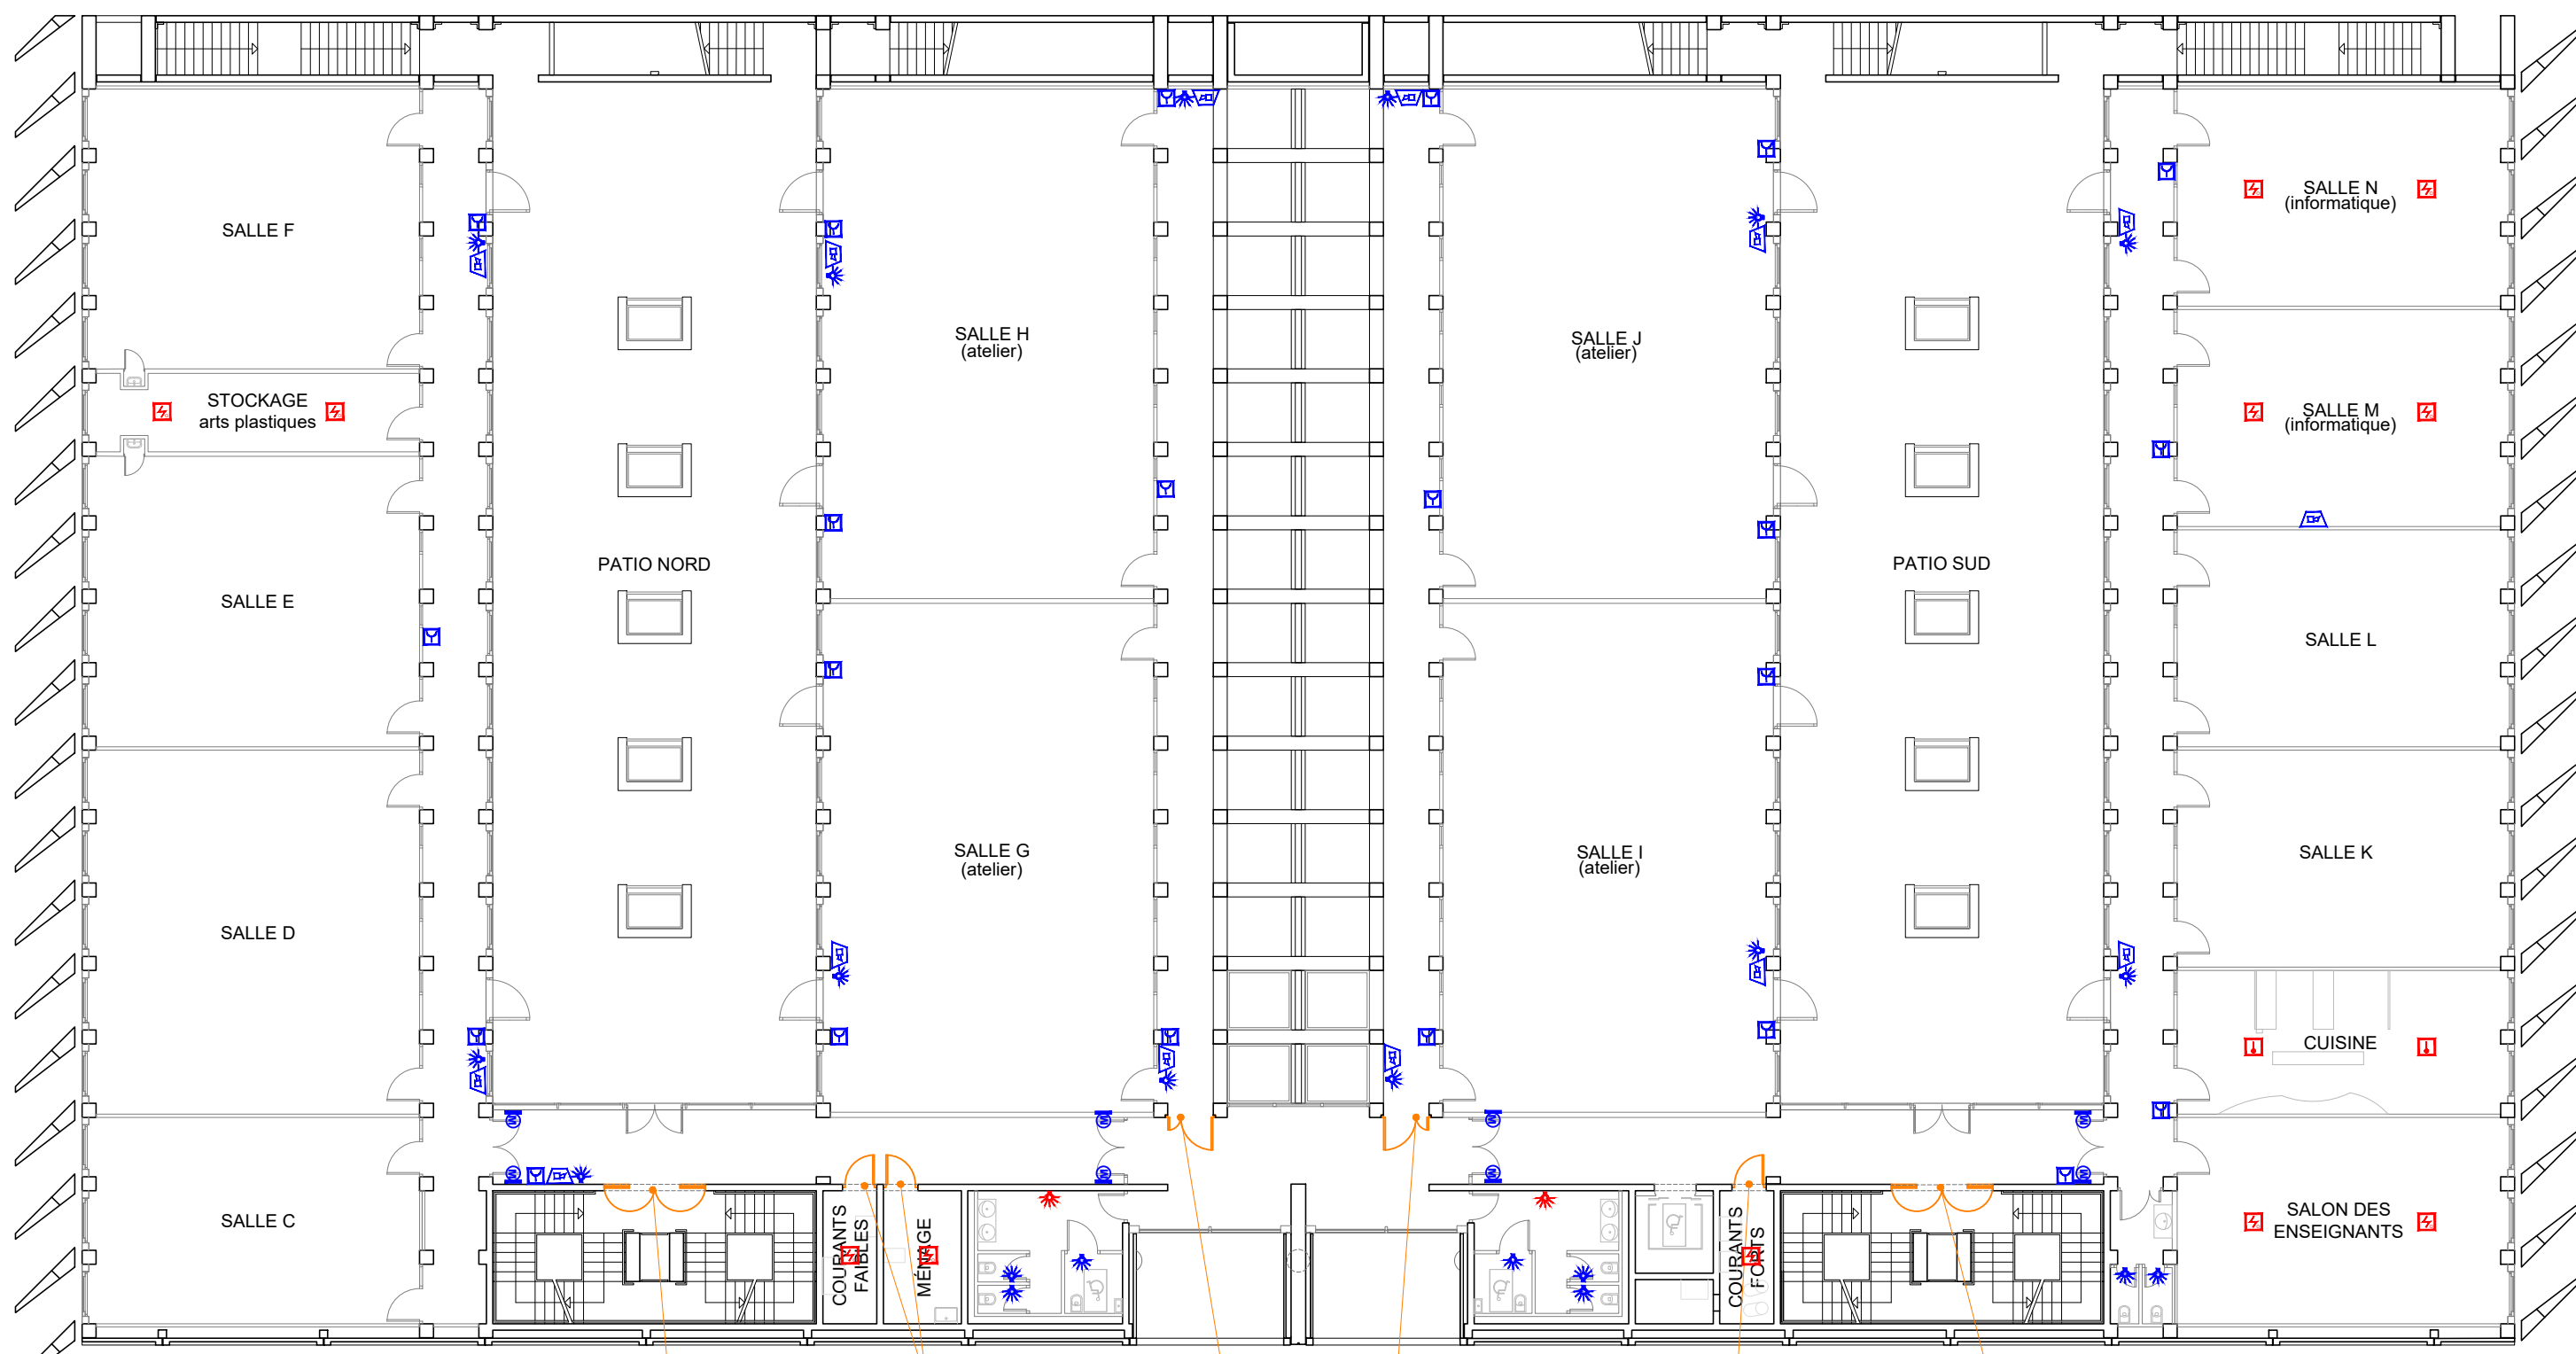 SALLE F
STOCKAGE
arts plastiques
SALLE E
SALLE D
SALLE C
PATIO NORD
SALLE H
(atelier)
SALLE G
(atelier)
COURANTS
FAIBLES
MÉNAGE
SALLE J
(atelier)
SALLE I
(atelier)
COURANTS
FORTS
PATIO SUD
SALLE N
(informatique)
SALLE M
(informatique)
SALLE L
SALLE K
CUISINE
SALON DES
ENSEIGNANTS
M
M
M
M
M
M
M
M